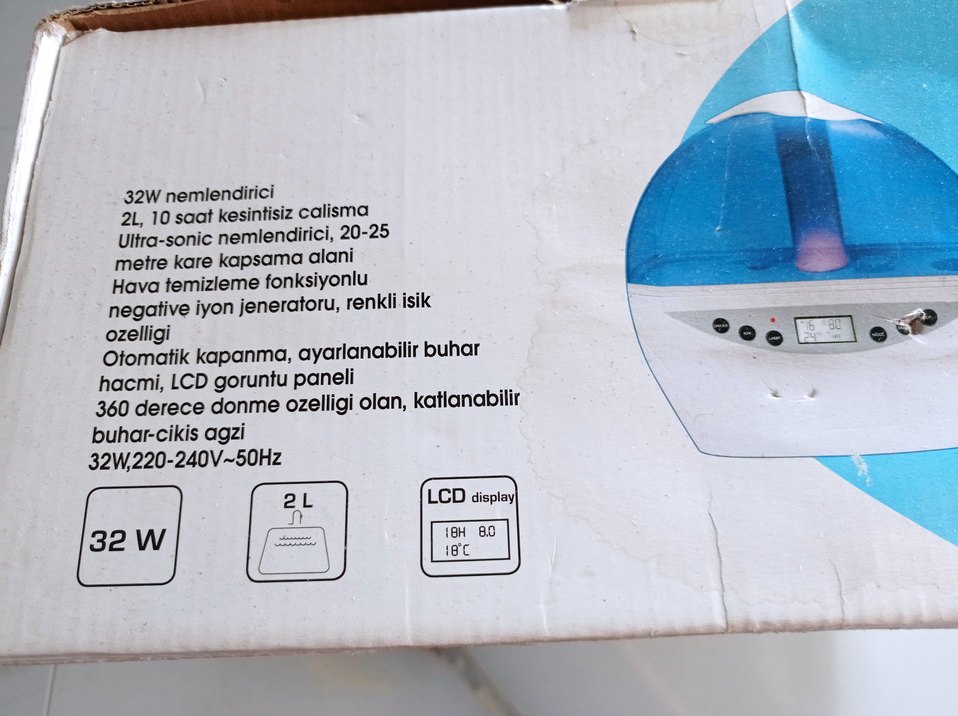 32W nemlendirici
2L, 10 saat kesintisiz calisma
Ultra-sonic nemlendirici, 20-25
metre kare kapsama alani
Hava temizleme fonksiyonlu
negative iyon jeneratoru, renkli isik
ozelligi
Otomatik kapanma, ayarlanabilir buhar
hacmi, LCD goruntu paneli
360 derece donme ozelligi olan, katlanabilir
buhar-cikis agzi
32W,220-240V~50Hz
32 W
2 L
LCD display
18H 8.0
18°C